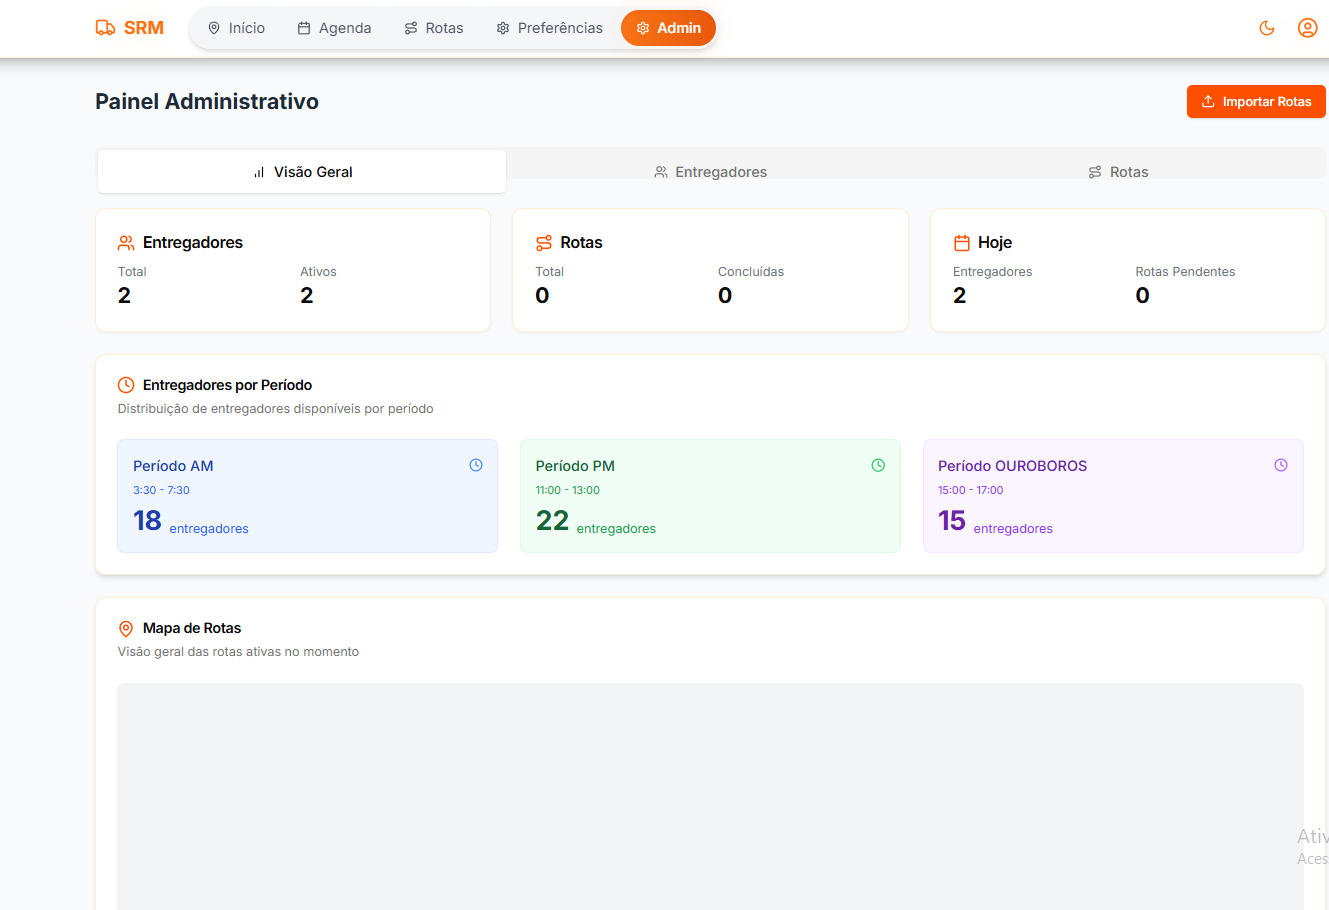 SRM
Início
Agenda
Rotas
Preferências
Admin
Painel Administrativo
Importar Rotas
Visão Geral
Entregadores
Rotas
Entregadores
Total
Ativos
2
2
Rotas
Total
Concluídas
0
0
Hoje
Entregadores
Rotas Pendentes
2
0
Entregadores por Período
Distribuição de entregadores disponíveis por período
Período AM
3:30 - 7:30
18 entregadores
Período PM
11:00 - 13:00
22 entregadores
Período OUROBOROS
15:00 - 17:00
15 entregadores
Mapa de Rotas
Visão geral das rotas ativas no momento